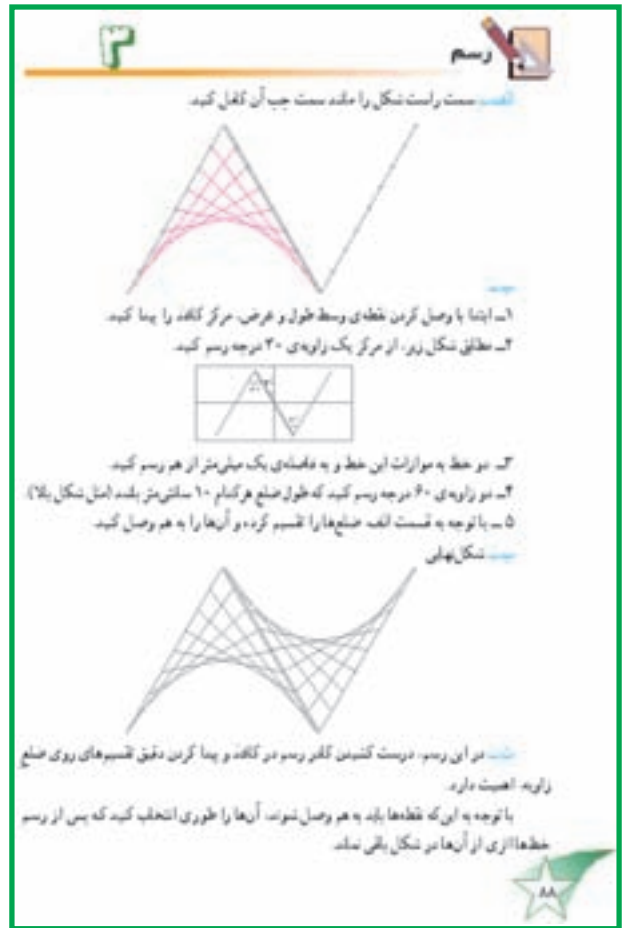 ۳
رسم
الف ــ سمت راست شکل را مانند سمت چپ آن کامل کنید.
ب ــ
۱ــ ابتدا با وصل کردن نقطه‌ی وسط طول و عرض، مرکز کاغذ را پیدا کنید.
۲ــ مطابق شکل زیر، از مرکز یک زاویه‌ی ۳۰ درجه رسم کنید.
۳ــ دو خط به موازات این خط و به فاصله‌ی یک میلی‌متر از هم رسم کنید.
۴ــ دو زاویه‌ی ۶۰ درجه رسم کنید که طول ضلع هر کدام ۱۰ سانتی‌متر باشد (مثل شکل بالا).
۵ ــ با توجه به قسمت الف، ضلع‌ها را تقسیم کرده و آن‌ها را به هم وصل کنید.
شکل نهایی
در این رسم، درست کشیدن کادر رسم در کاغذ و پیدا کردن دقیق تقسیم‌های روی ضلع
زاویه، اهمیت دارد.
با توجه به این‌که نقطه‌ها باید به هم وصل شوند، آن‌ها را طوری انتخاب کنید که پس از رسم
خط‌ها اثری از آن‌ها در شکل باقی نماند.
۸۸